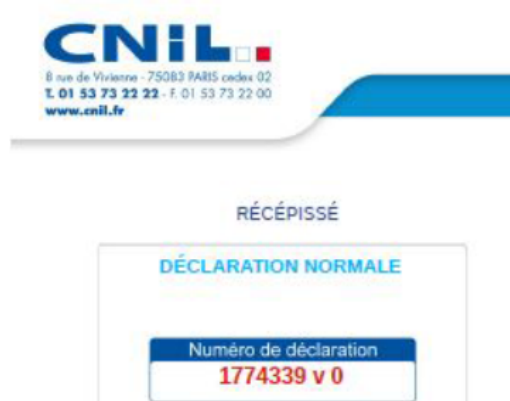 CNIL
8 rue de Vivienne - 75083 PARIS cedex 02
T. 01 53 73 22 22 - F. 01 53 73 22 00
www.cnil.fr
RÉCÉPISSÉ
DÉCLARATION NORMALE
Numéro de déclaration
1774339 v 0